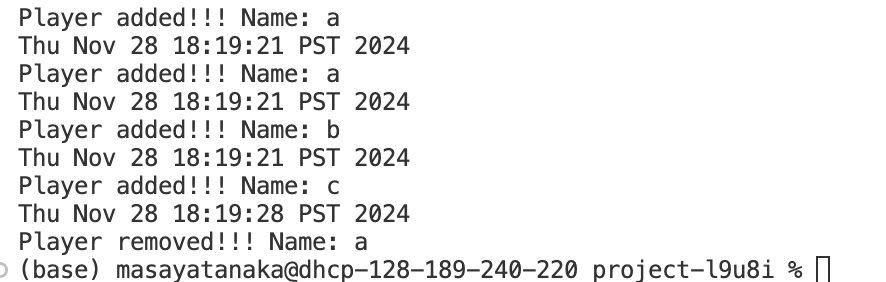 Player added!!! Name: a
Thu Nov 28 18:19:21 PST 2024
Player added!!! Name: a
Thu Nov 28 18:19:21 PST 2024
Player added!!! Name: b
Thu Nov 28 18:19:21 PST 2024
Player added!!! Name: c
Thu Nov 28 18:19:28 PST 2024
Player removed!!! Name: a
(base) masayatanaka@dhcp-128-189-240-220 project-l9u8i %